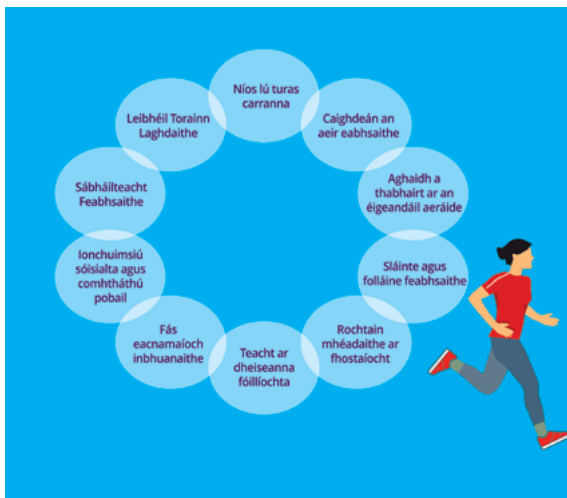 Níos lú turas
carranna
Caighdeán an
aeir eabhsaithe
Aghaidh a
thabhairt ar an
éigeandáil aeráide
Sláinte agus
folláine feabhsaithe
Rochtain
mhéadaithe ar
fhostaíocht
Teacht ar
dheiseanna
fóillíochta
Fás
eacnamaíoch
inbhuanaithe
Ionchuimsiú
sóisialta agus
comhtháthú
pobail
Sábháilteacht
Feabhsaithe
Leibhéil Torainn
Laghdaithe